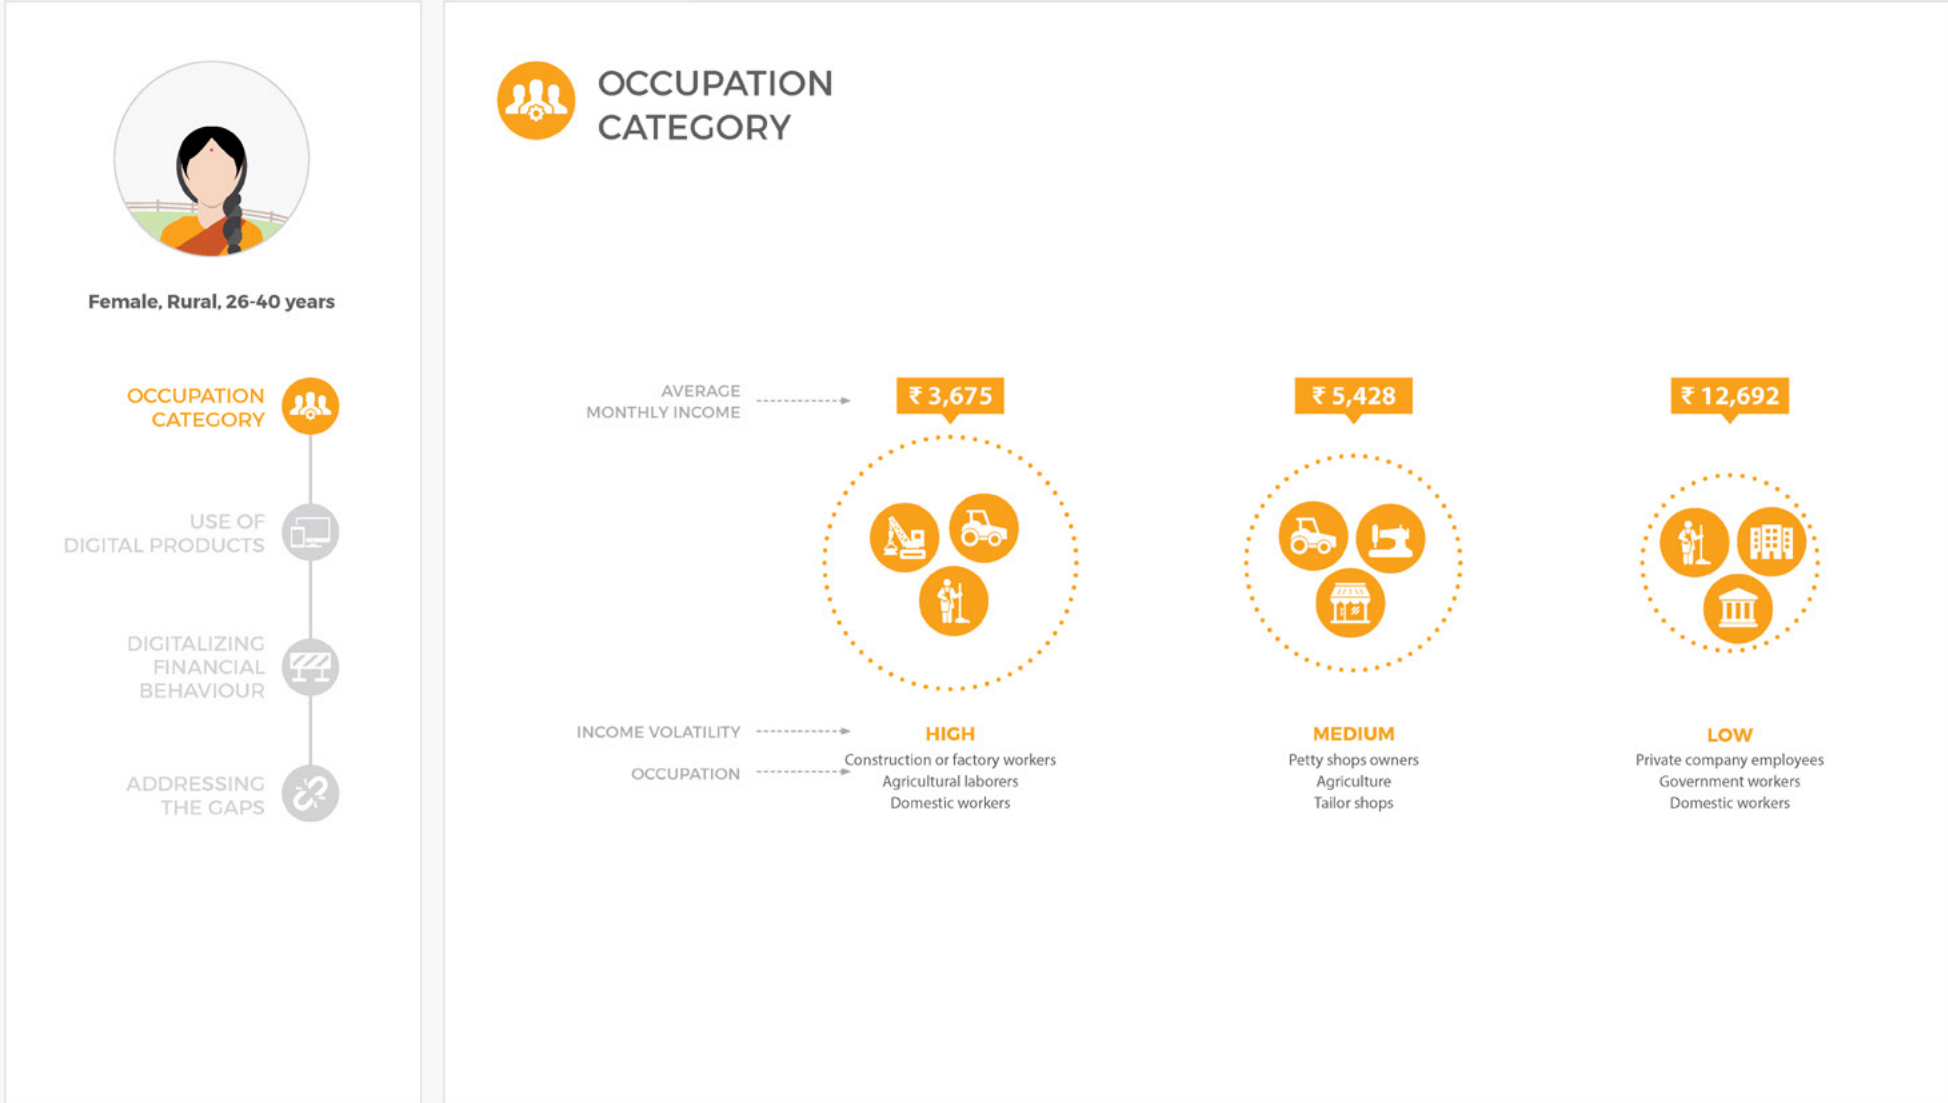 Female, Rural, 26-40 years
OCCUPATION
CATEGORY
USE OF
DIGITAL PRODUCTS
DIGITALIZING
FINANCIAL
BEHAVIOUR
ADDRESSING
THE GAPS
OCCUPATION
CATEGORY
AVERAGE
MONTHLY INCOME
₹ 3,675
₹ 5,428
₹ 12,692
INCOME VOLATILITY
OCCUPATION
HIGH
Construction or factory workers
Agricultural laborers
Domestic workers
MEDIUM
Petty shops owners
Agriculture
Tailor shops
LOW
Private company employees
Government workers
Domestic workers